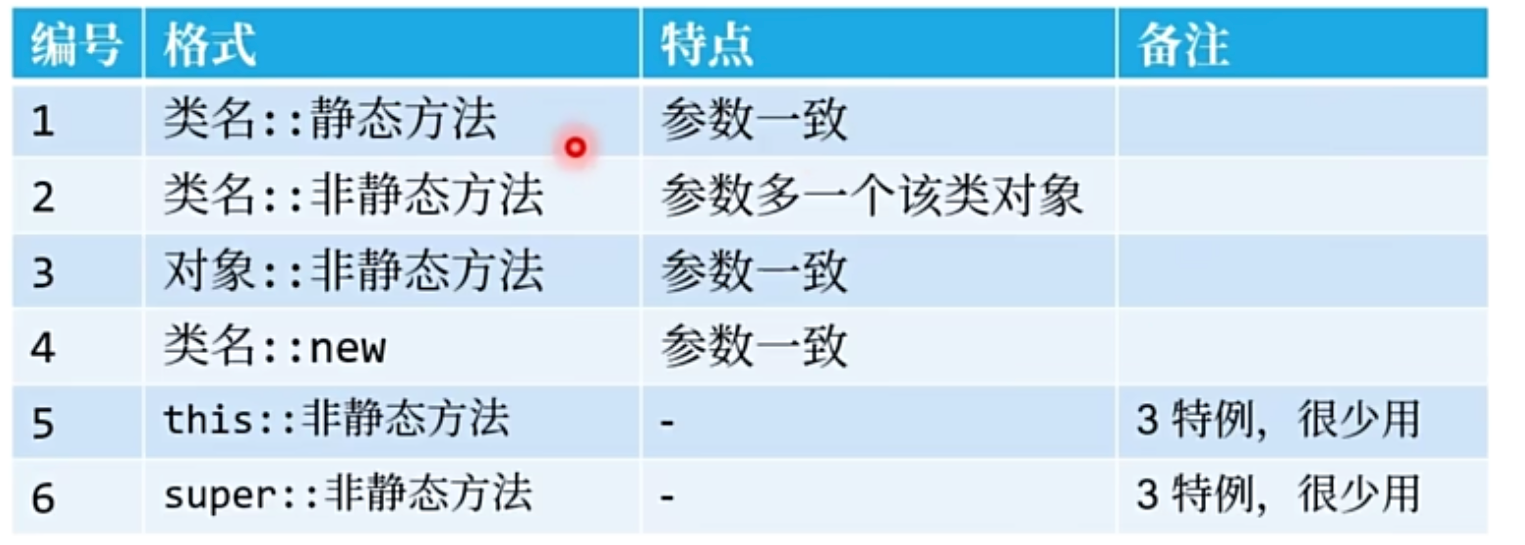 编号 格式 特点 备注
1 类名::静态方法 参数一致
2 类名::非静态方法 参数多一个该类对象
3 对象::非静态方法 参数一致
4 类名::new 参数一致
5 this::非静态方法 - 3 特例，很少用
6 super::非静态方法 - 3 特例，很少用